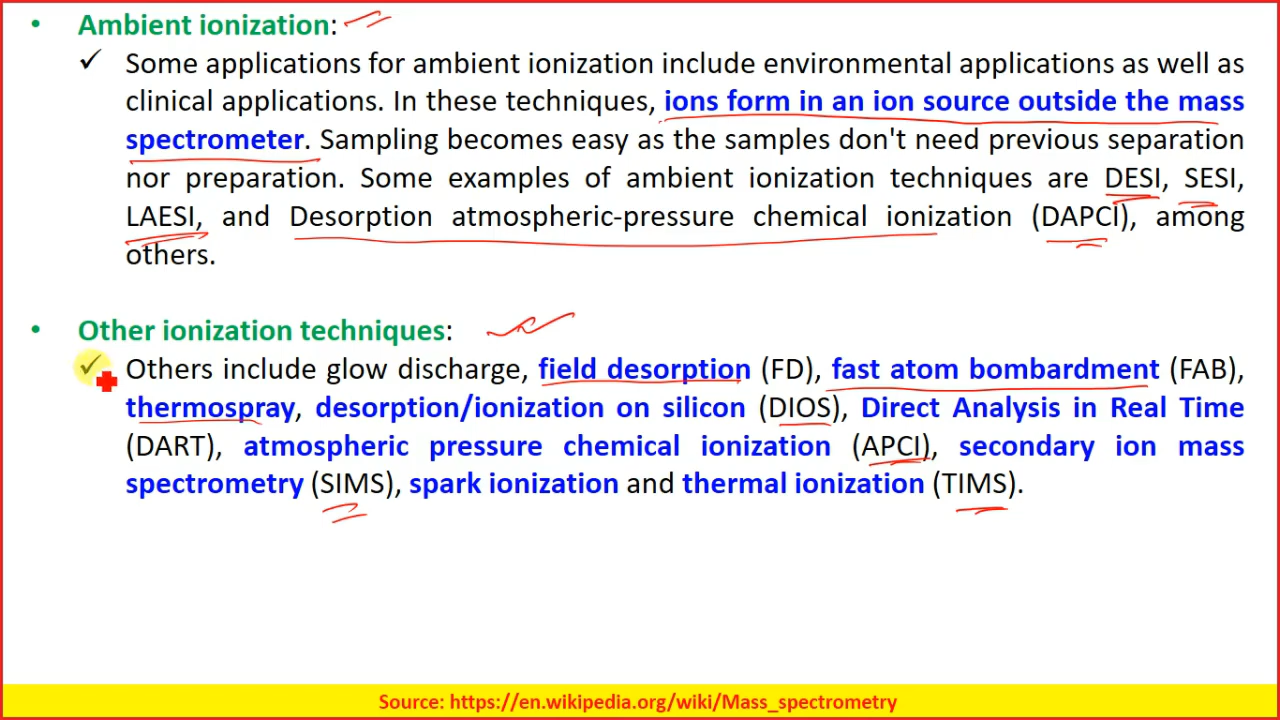 • Ambient ionization:
✓ Some applications for ambient ionization include environmental applications as well as
clinical applications. In these techniques, ions form in an ion source outside the mass
spectrometer. Sampling becomes easy as the samples don't need previous separation
nor preparation. Some examples of ambient ionization techniques are DESI, SESI,
LAESI, and Desorption atmospheric-pressure chemical ionization (DAPCI), among
others.
• Other ionization techniques:
✓ Others include glow discharge, field desorption (FD), fast atom bombardment (FAB),
thermospray, desorption/ionization on silicon (DIOS), Direct Analysis in Real Time
(DART), atmospheric pressure chemical ionization (APCI), secondary ion mass
spectrometry (SIMS), spark ionization and thermal ionization (TIMS).
Source: https://en.wikipedia.org/wiki/Mass_spectrometry